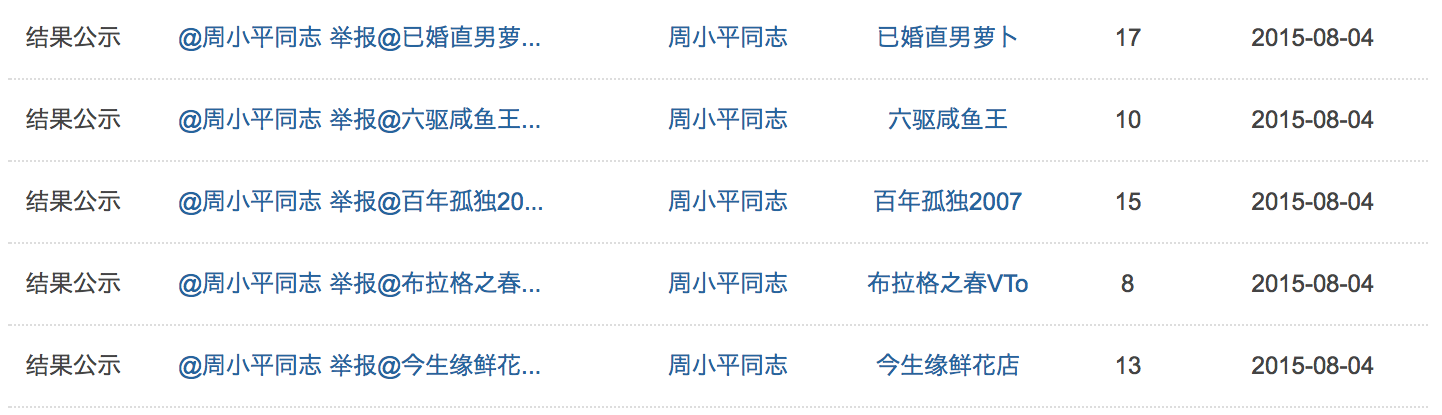 结果公示 @周小平同志 举报@已婚直男萝... 周小平同志 已婚直男萝卜 17 2015-08-04
结果公示 @周小平同志 举报@六驱咸鱼王... 周小平同志 六驱咸鱼王 10 2015-08-04
结果公示 @周小平同志 举报@百年孤独20... 周小平同志 百年孤独2007 15 2015-08-04
结果公示 @周小平同志 举报@布拉格之春... 周小平同志 布拉格之春VTo 8 2015-08-04
结果公示 @周小平同志 举报@今生缘鲜花... 周小平同志 今生缘鲜花店 13 2015-08-04